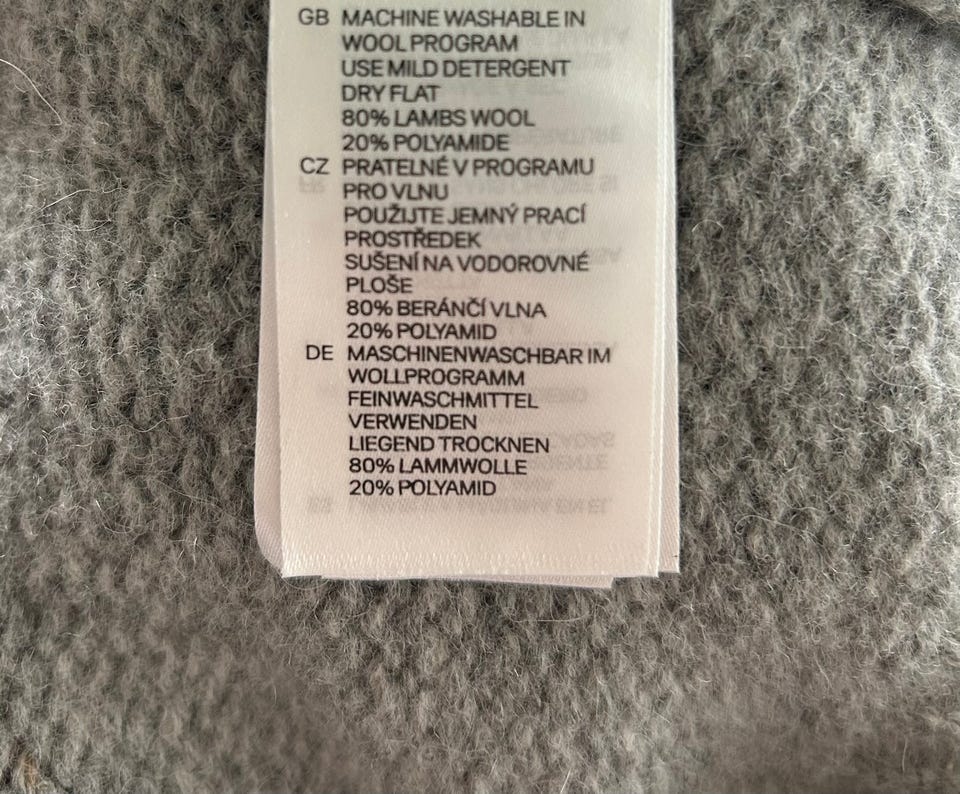 GB MACHINE WASHABLE IN
WOOL PROGRAM
USE MILD DETERGENT
DRY FLAT
80% LAMBS WOOL
20% POLYAMIDE
CZ PRATELNÉ V PROGRAMU
PRO VLNU
POUŽIJTE JEMNÝ PRACÍ
PROSTŘEDEK
SUŠENÍ NA VODOROVNÉ
PLOŠE
80% BERÁNČÍ VLNA
20% POLYAMID
DE MASCHINENWASCHBAR IM
WOLLPROGRAMM
FEINWASCHMITTEL
VERWENDEN
LIEGEND TROCKNEN
80% LAMMWOLLE
20% POLYAMID